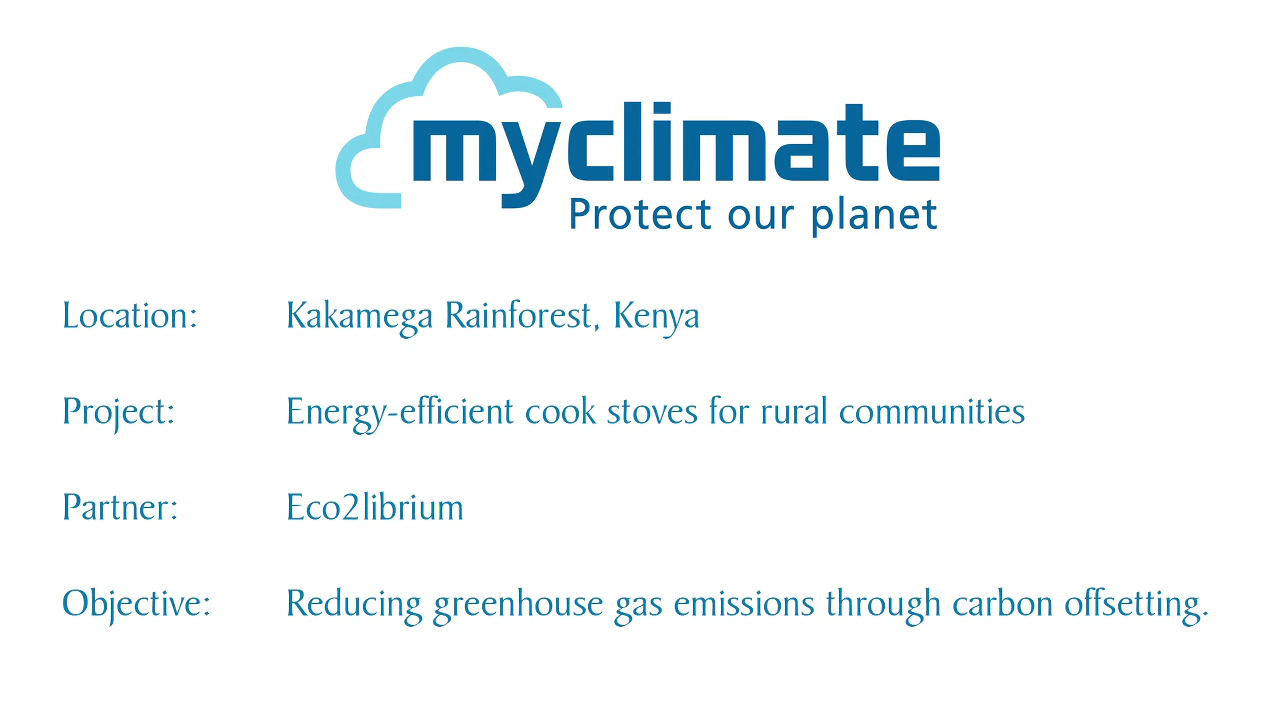 myclimate
Protect our planet
Location: Kakamega Rainforest, Kenya
Project: Energy-efficient cook stoves for rural communities
Partner: Eco2librium
Objective: Reducing greenhouse gas emissions through carbon offsetting.